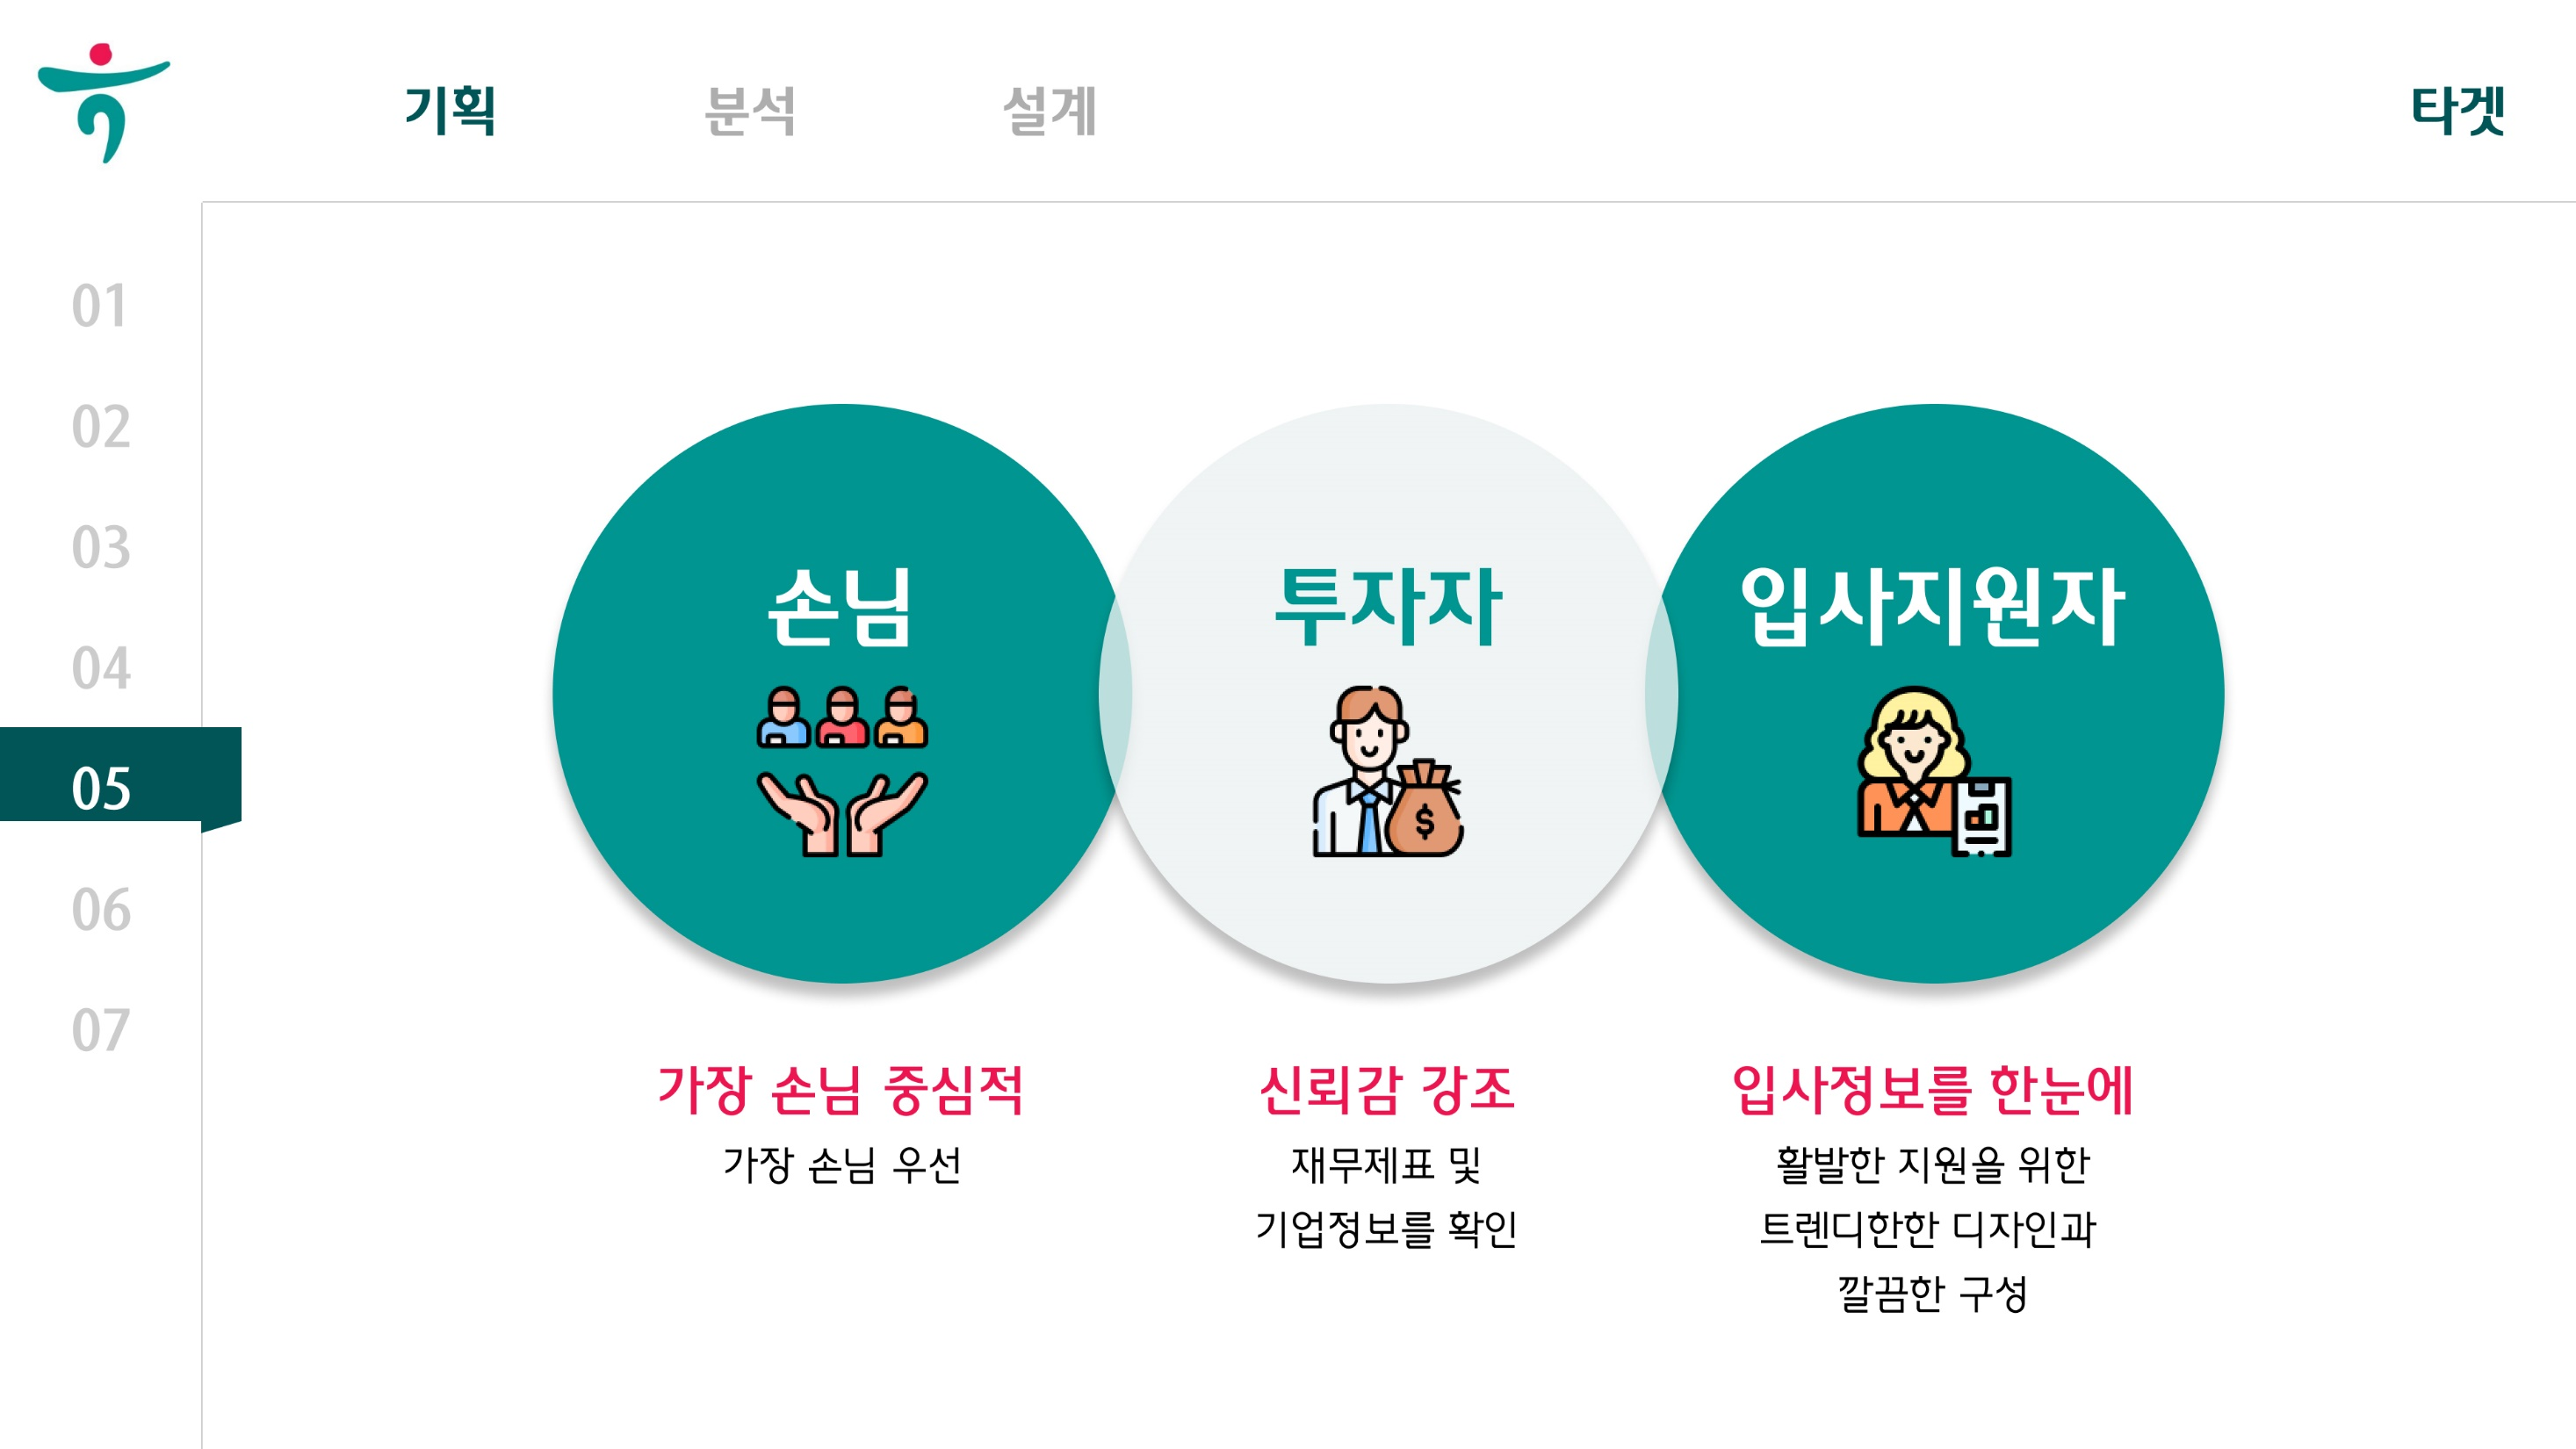 기획
분석
설계
타겟
01
02
03
04
05
06
07
손님
투자자
입사지원자
$
가장 손님 중심적
가장 손님 우선
신뢰감 강조
재무제표 및
기업정보를 확인
입사정보를 한눈에
활발한 지원을 위한
트렌디한한 디자인과
깔끔한 구성